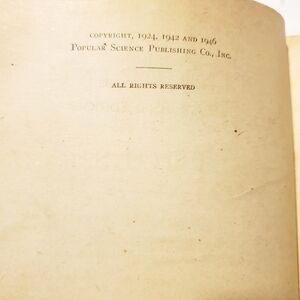 COPYRIGHT, 1924, 1942 AND 1946
POPULAR SCIENCE PUBLISHING CO., INC.
ALL RIGHTS RESERVED